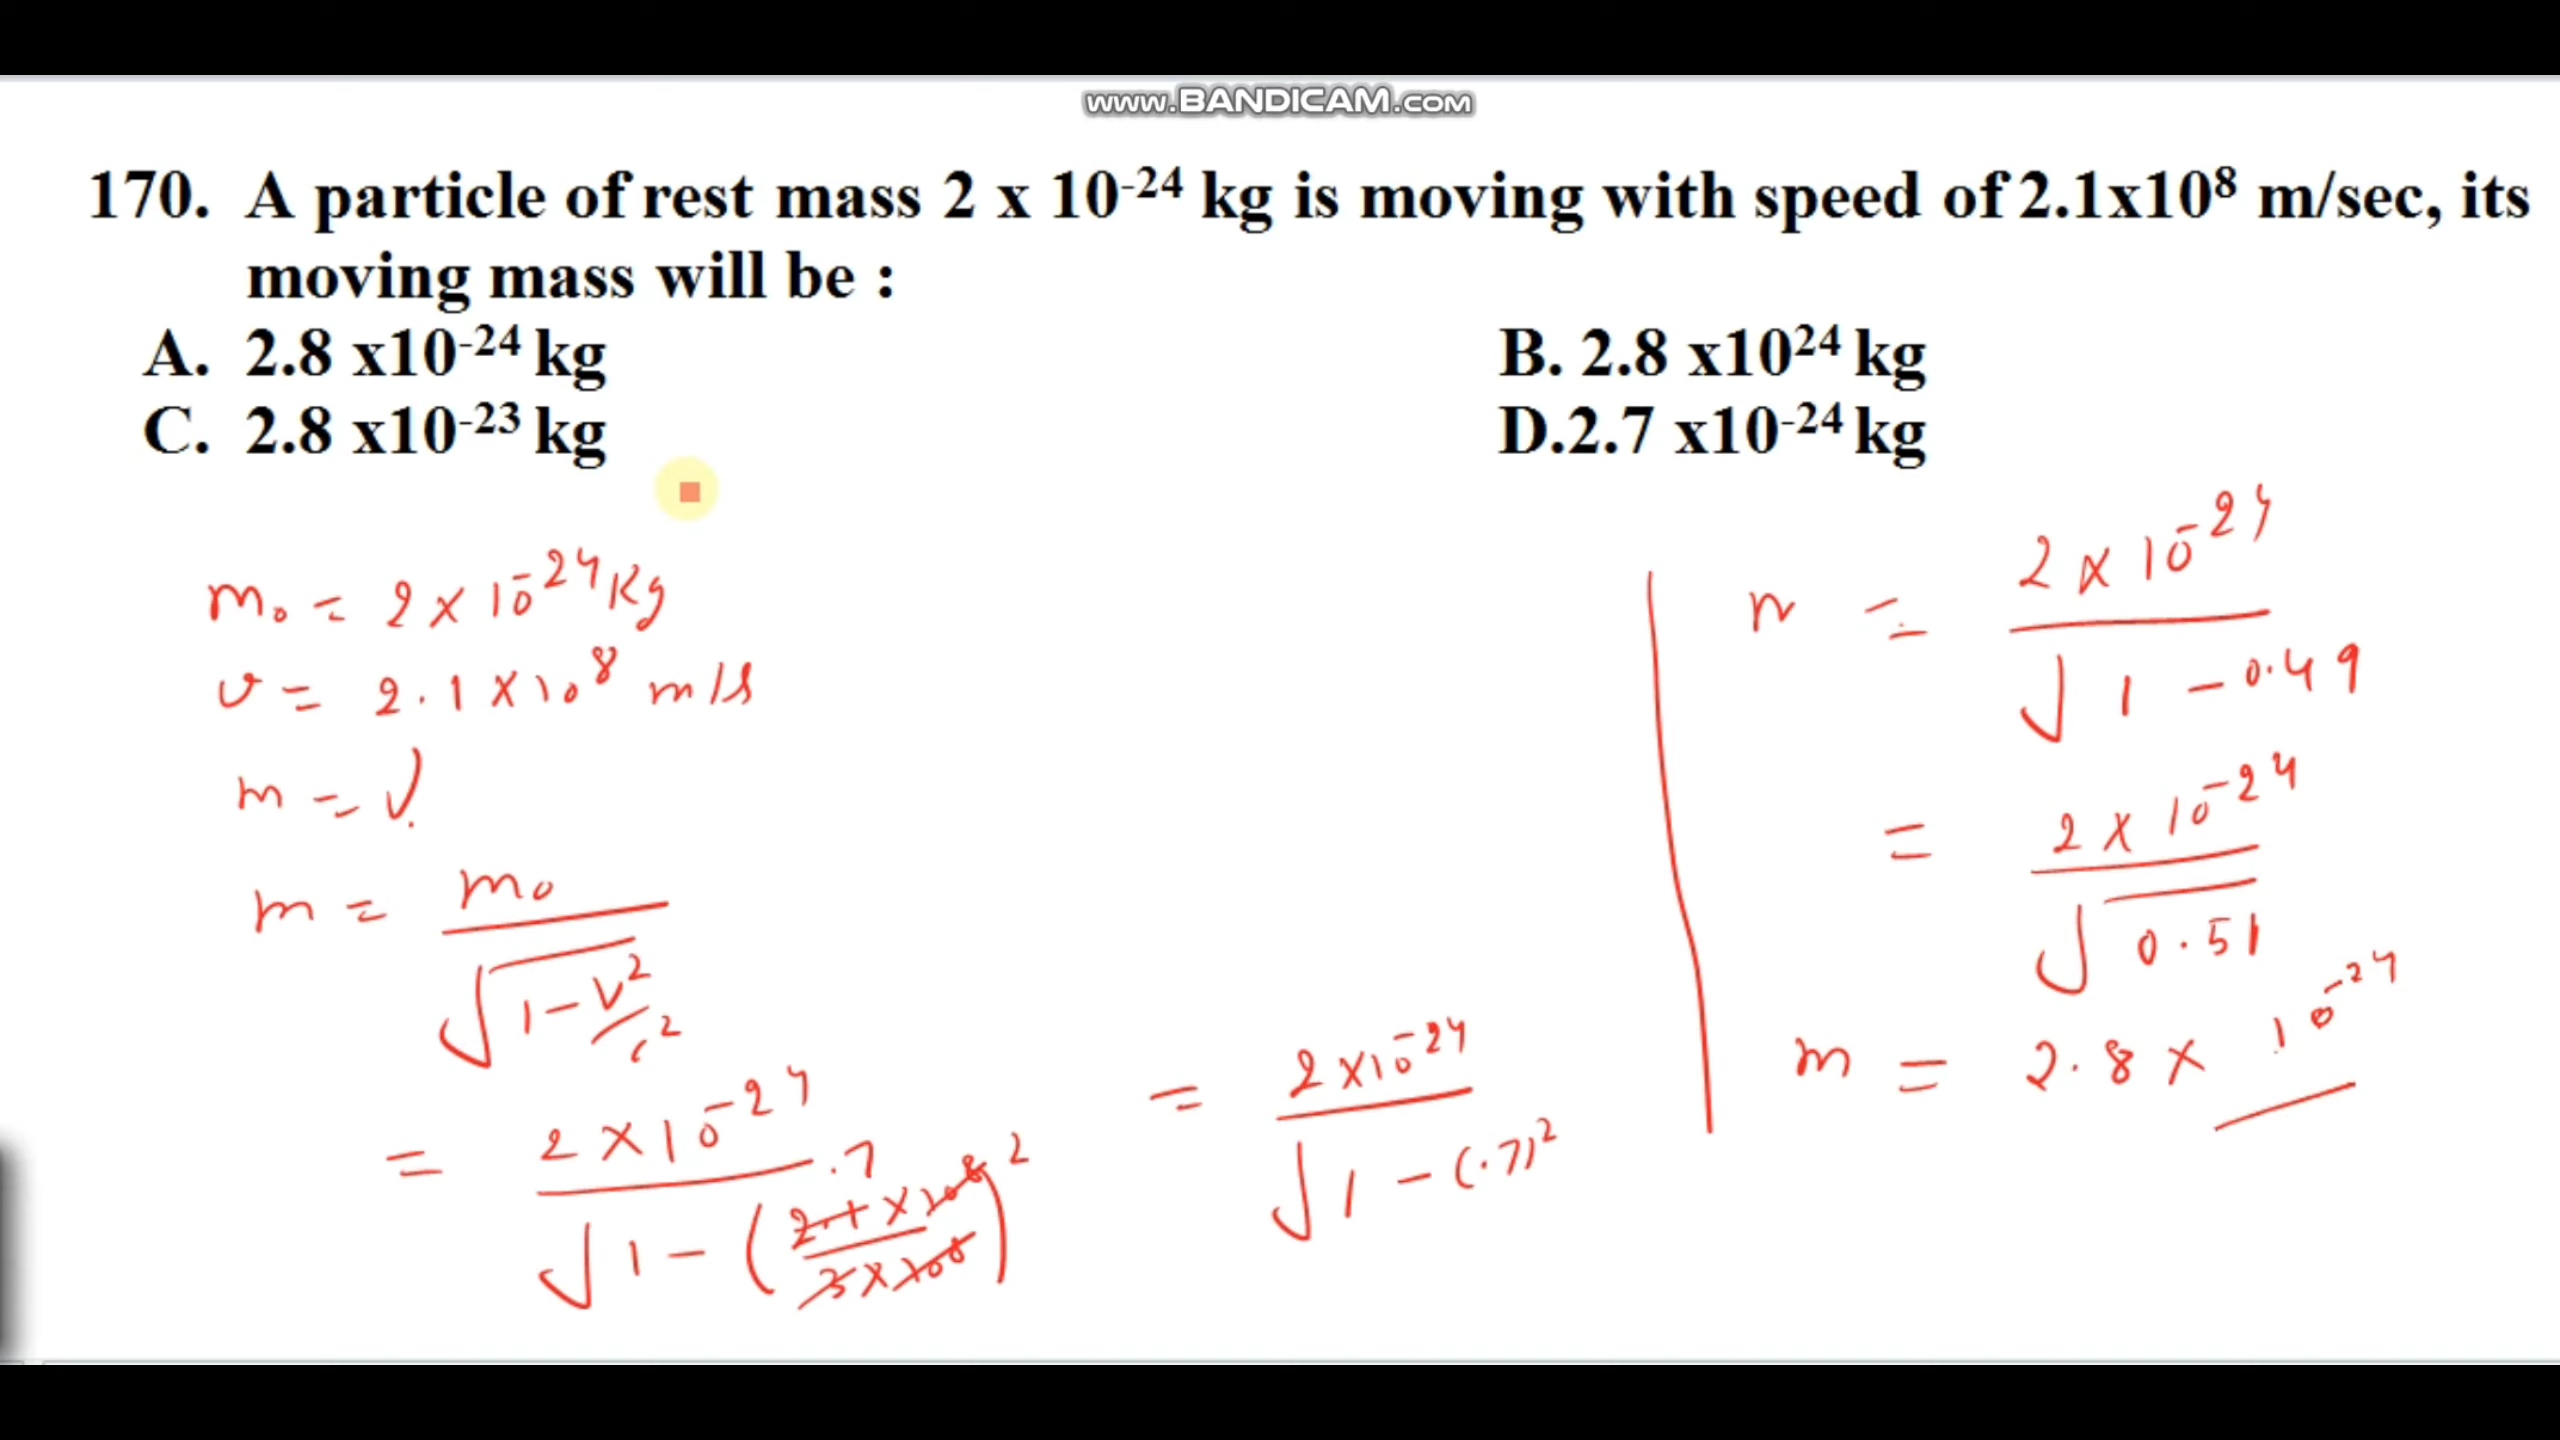 www.BANDICAM.com
170. A particle of rest mass 2 x 10⁻²⁴ kg is moving with speed of 2.1x10⁸ m/sec, its
moving mass will be :
A. 2.8 x10⁻²⁴ kg B. 2.8 x10²⁴ kg
C. 2.8 x10⁻²³ kg D.2.7 x10⁻²⁴ kg
m₀ = 2 x 10⁻²⁴ Kg
v = 2.1 x 10⁸ m/s
m = ?
m = m₀ / √(1 - v²/c²)
= 2 x 10⁻²⁴ / √(1 - (2.1 x 10⁸ / 3 x 10⁸)²) .7
= 2 x 10⁻²⁴ / √(1 - (.7)²)
m = 2 x 10⁻²⁴ / √(1 - 0.49)
= 2 x 10⁻²⁴ / √0.51
m = 2.8 x 10⁻²⁴